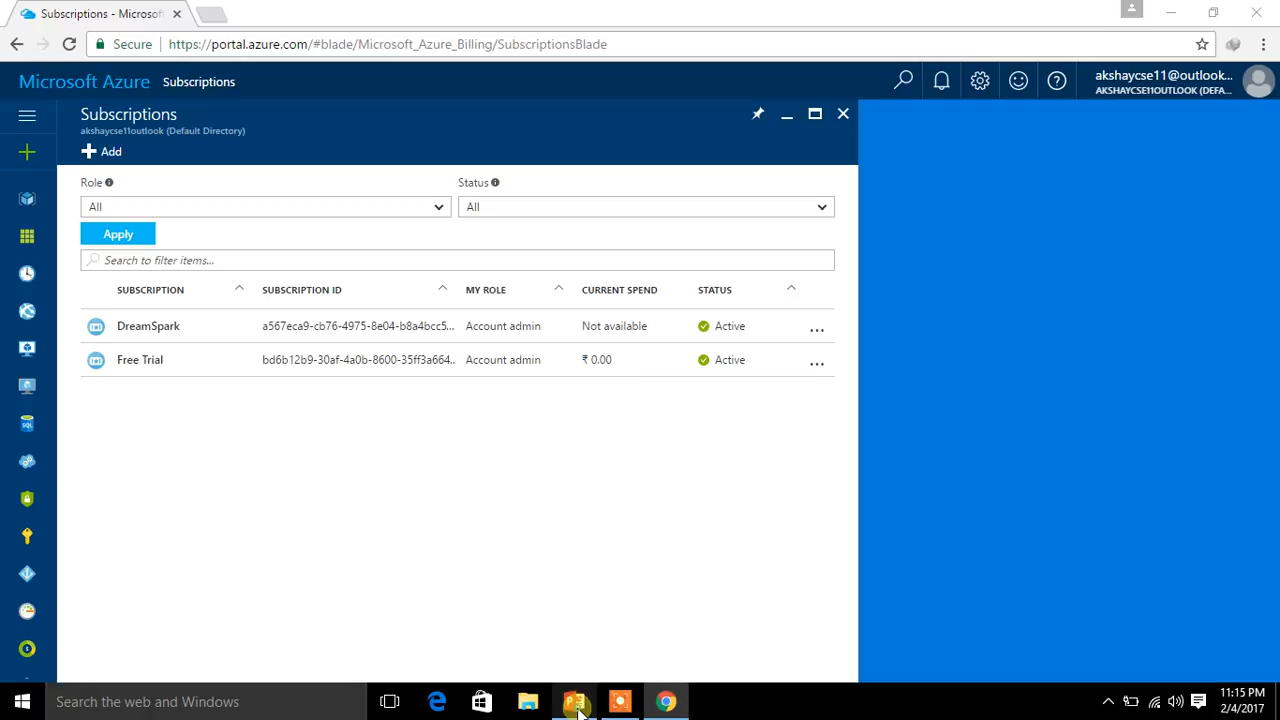 Subscriptions - Microsof
Secure https://portal.azure.com/#blade/Microsoft_Azure_Billing/SubscriptionsBlade
Microsoft Azure Subscriptions
akshaycse11@outlook...
AKSHAYCSE11OUTLOOK (DEFA...
Subscriptions
akshaycse11outlook (Default Directory)
Add
Role Status
All All
Apply
Search to filter items...
SUBSCRIPTION SUBSCRIPTION ID MY ROLE CURRENT SPEND STATUS
DreamSpark a567eca9-cb76-4975-8e04-b8a4bcc5... Account admin Not available Active ...
Free Trial bd6b12b9-30af-4a0b-8600-35ff3a664... Account admin ₹ 0.00 Active ...
SQL
Search the web and Windows
11:15 PM
2/4/2017